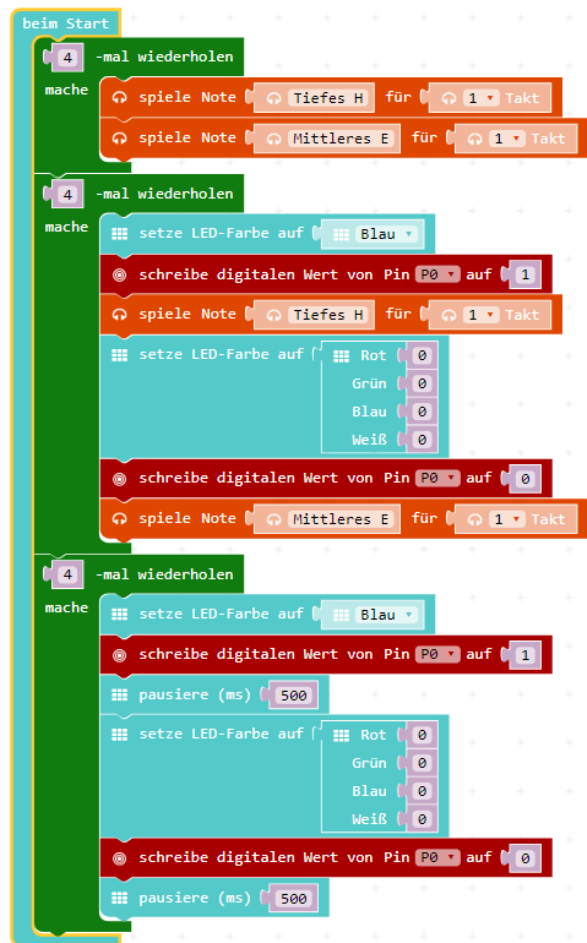 beim Start
4 -mal wiederholen
mache
spiele Note Tiefes H für 1 Takt
spiele Note Mittleres E für 1 Takt
4 -mal wiederholen
mache
setze LED-Farbe auf Blau
schreibe digitalen Wert von Pin P0 auf 1
spiele Note Tiefes H für 1 Takt
setze LED-Farbe auf Rot 0
Grün 0
Blau 0
Weiß 0
schreibe digitalen Wert von Pin P0 auf 0
spiele Note Mittleres E für 1 Takt
4 -mal wiederholen
mache
setze LED-Farbe auf Blau
schreibe digitalen Wert von Pin P0 auf 1
pausiere (ms) 500
setze LED-Farbe auf Rot 0
Grün 0
Blau 0
Weiß 0
schreibe digitalen Wert von Pin P0 auf 0
pausiere (ms) 500